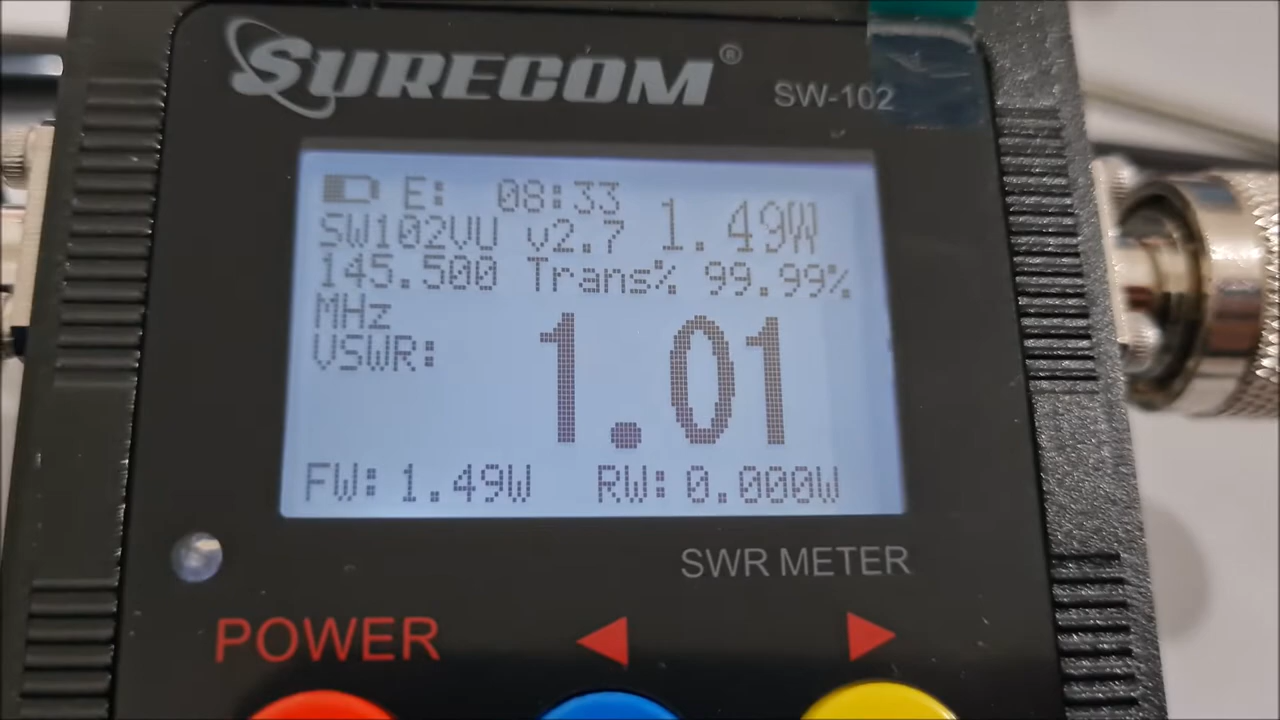 SURECOM®
SW-102
E: 08:33
SW102VU v2.7 1.49W
145.500 Trans% 99.99%
MHz
VSWR: 1.01
FW: 1.49W RW: 0.000W
SWR METER
POWER ◀ ▶